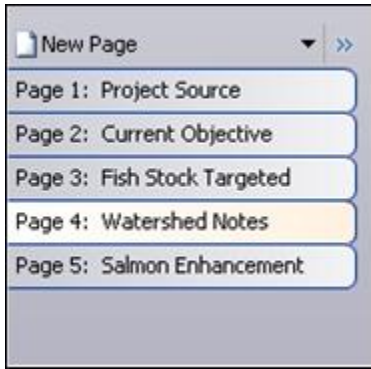 New Page
Page 1: Project Source
Page 2: Current Objective
Page 3: Fish Stock Targeted
Page 4: Watershed Notes
Page 5: Salmon Enhancement